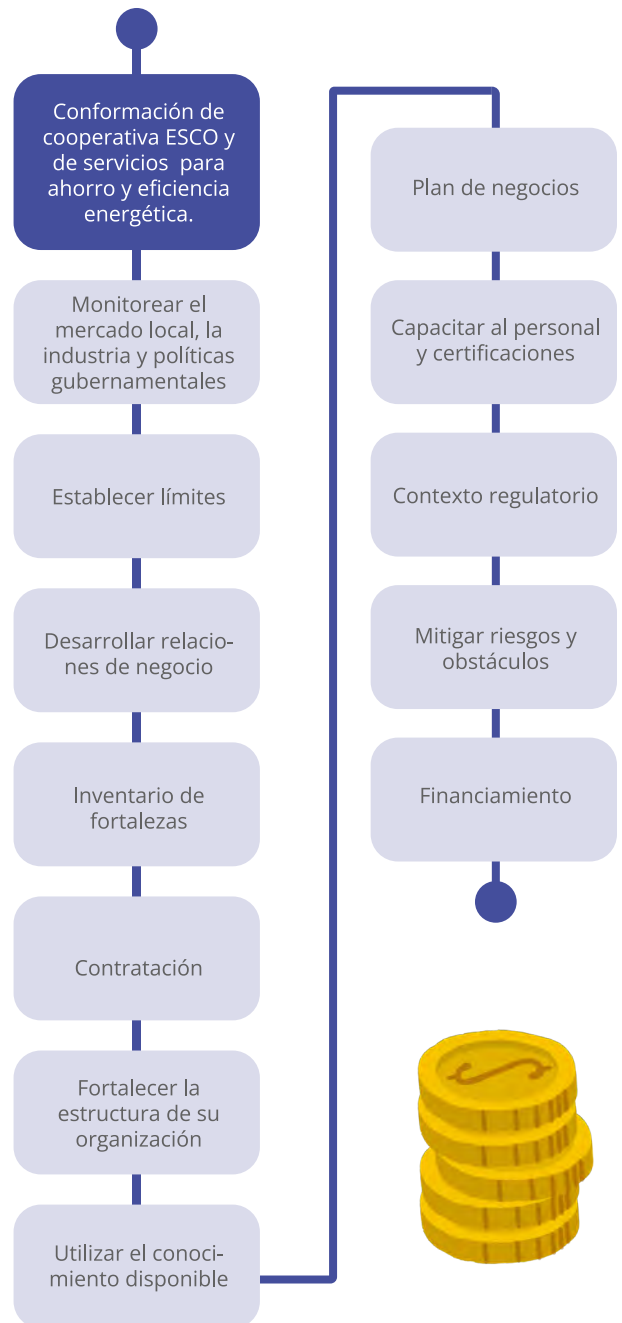 Conformación de
cooperativa ESCO y
de servicios para
ahorro y eficiencia
energética.
Monitorear el
mercado local, la
industria y políticas
gubernamentales
Establecer límites
Desarrollar relacio-
nes de negocio
Inventario de
fortalezas
Contratación
Fortalecer la
estructura de su
organización
Utilizar el conoci-
miento disponible
Plan de negocios
Capacitar al personal
y certificaciones
Contexto regulatorio
Mitigar riesgos y
obstáculos
Financiamiento
$